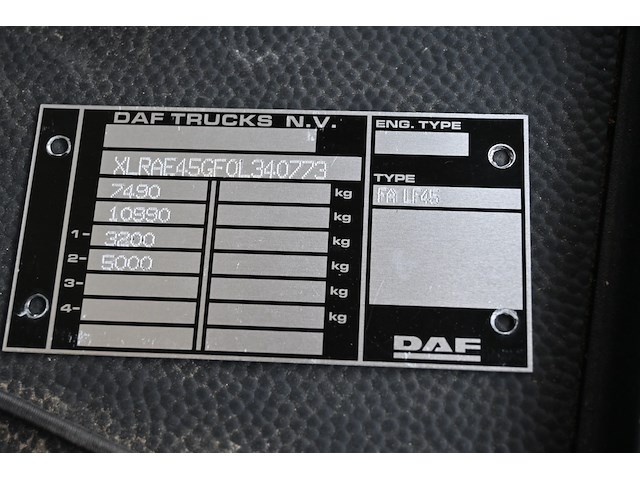 DAF TRUCKS N.V.
XLRAE45GF0L340773
7490 kg
10990 kg
1- 3200 kg
2- 5000 kg
3- kg
4- kg
ENG. TYPE
TYPE
FA LF45
DAF